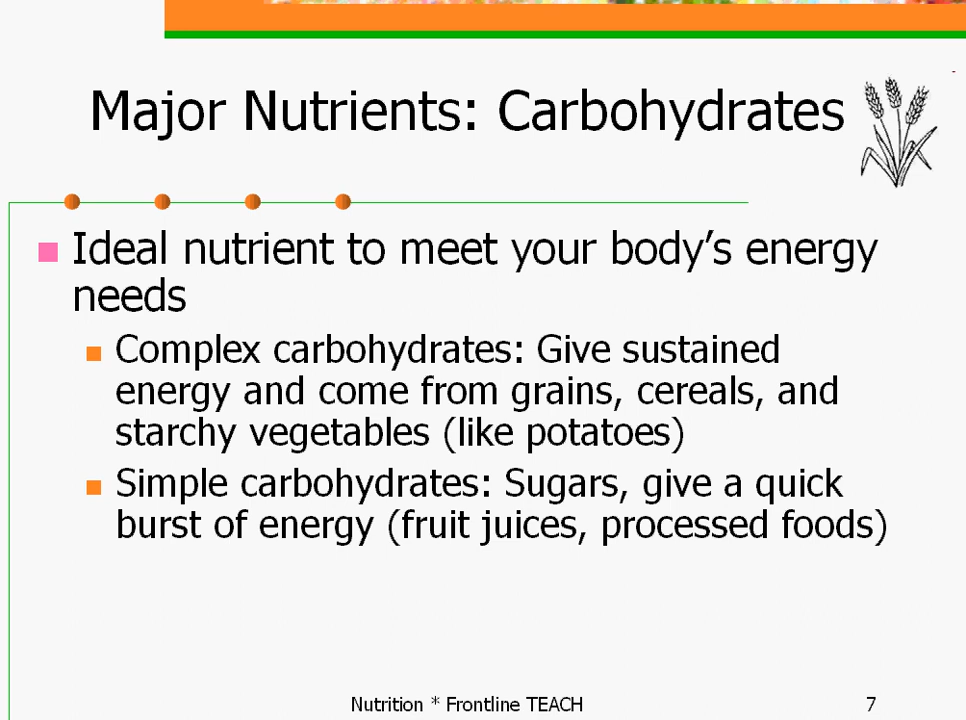 Major Nutrients: Carbohydrates
Ideal nutrient to meet your body’s energy
needs
Complex carbohydrates: Give sustained
energy and come from grains, cereals, and
starchy vegetables (like potatoes)
Simple carbohydrates: Sugars, give a quick
burst of energy (fruit juices, processed foods)
Nutrition * Frontline TEACH
7